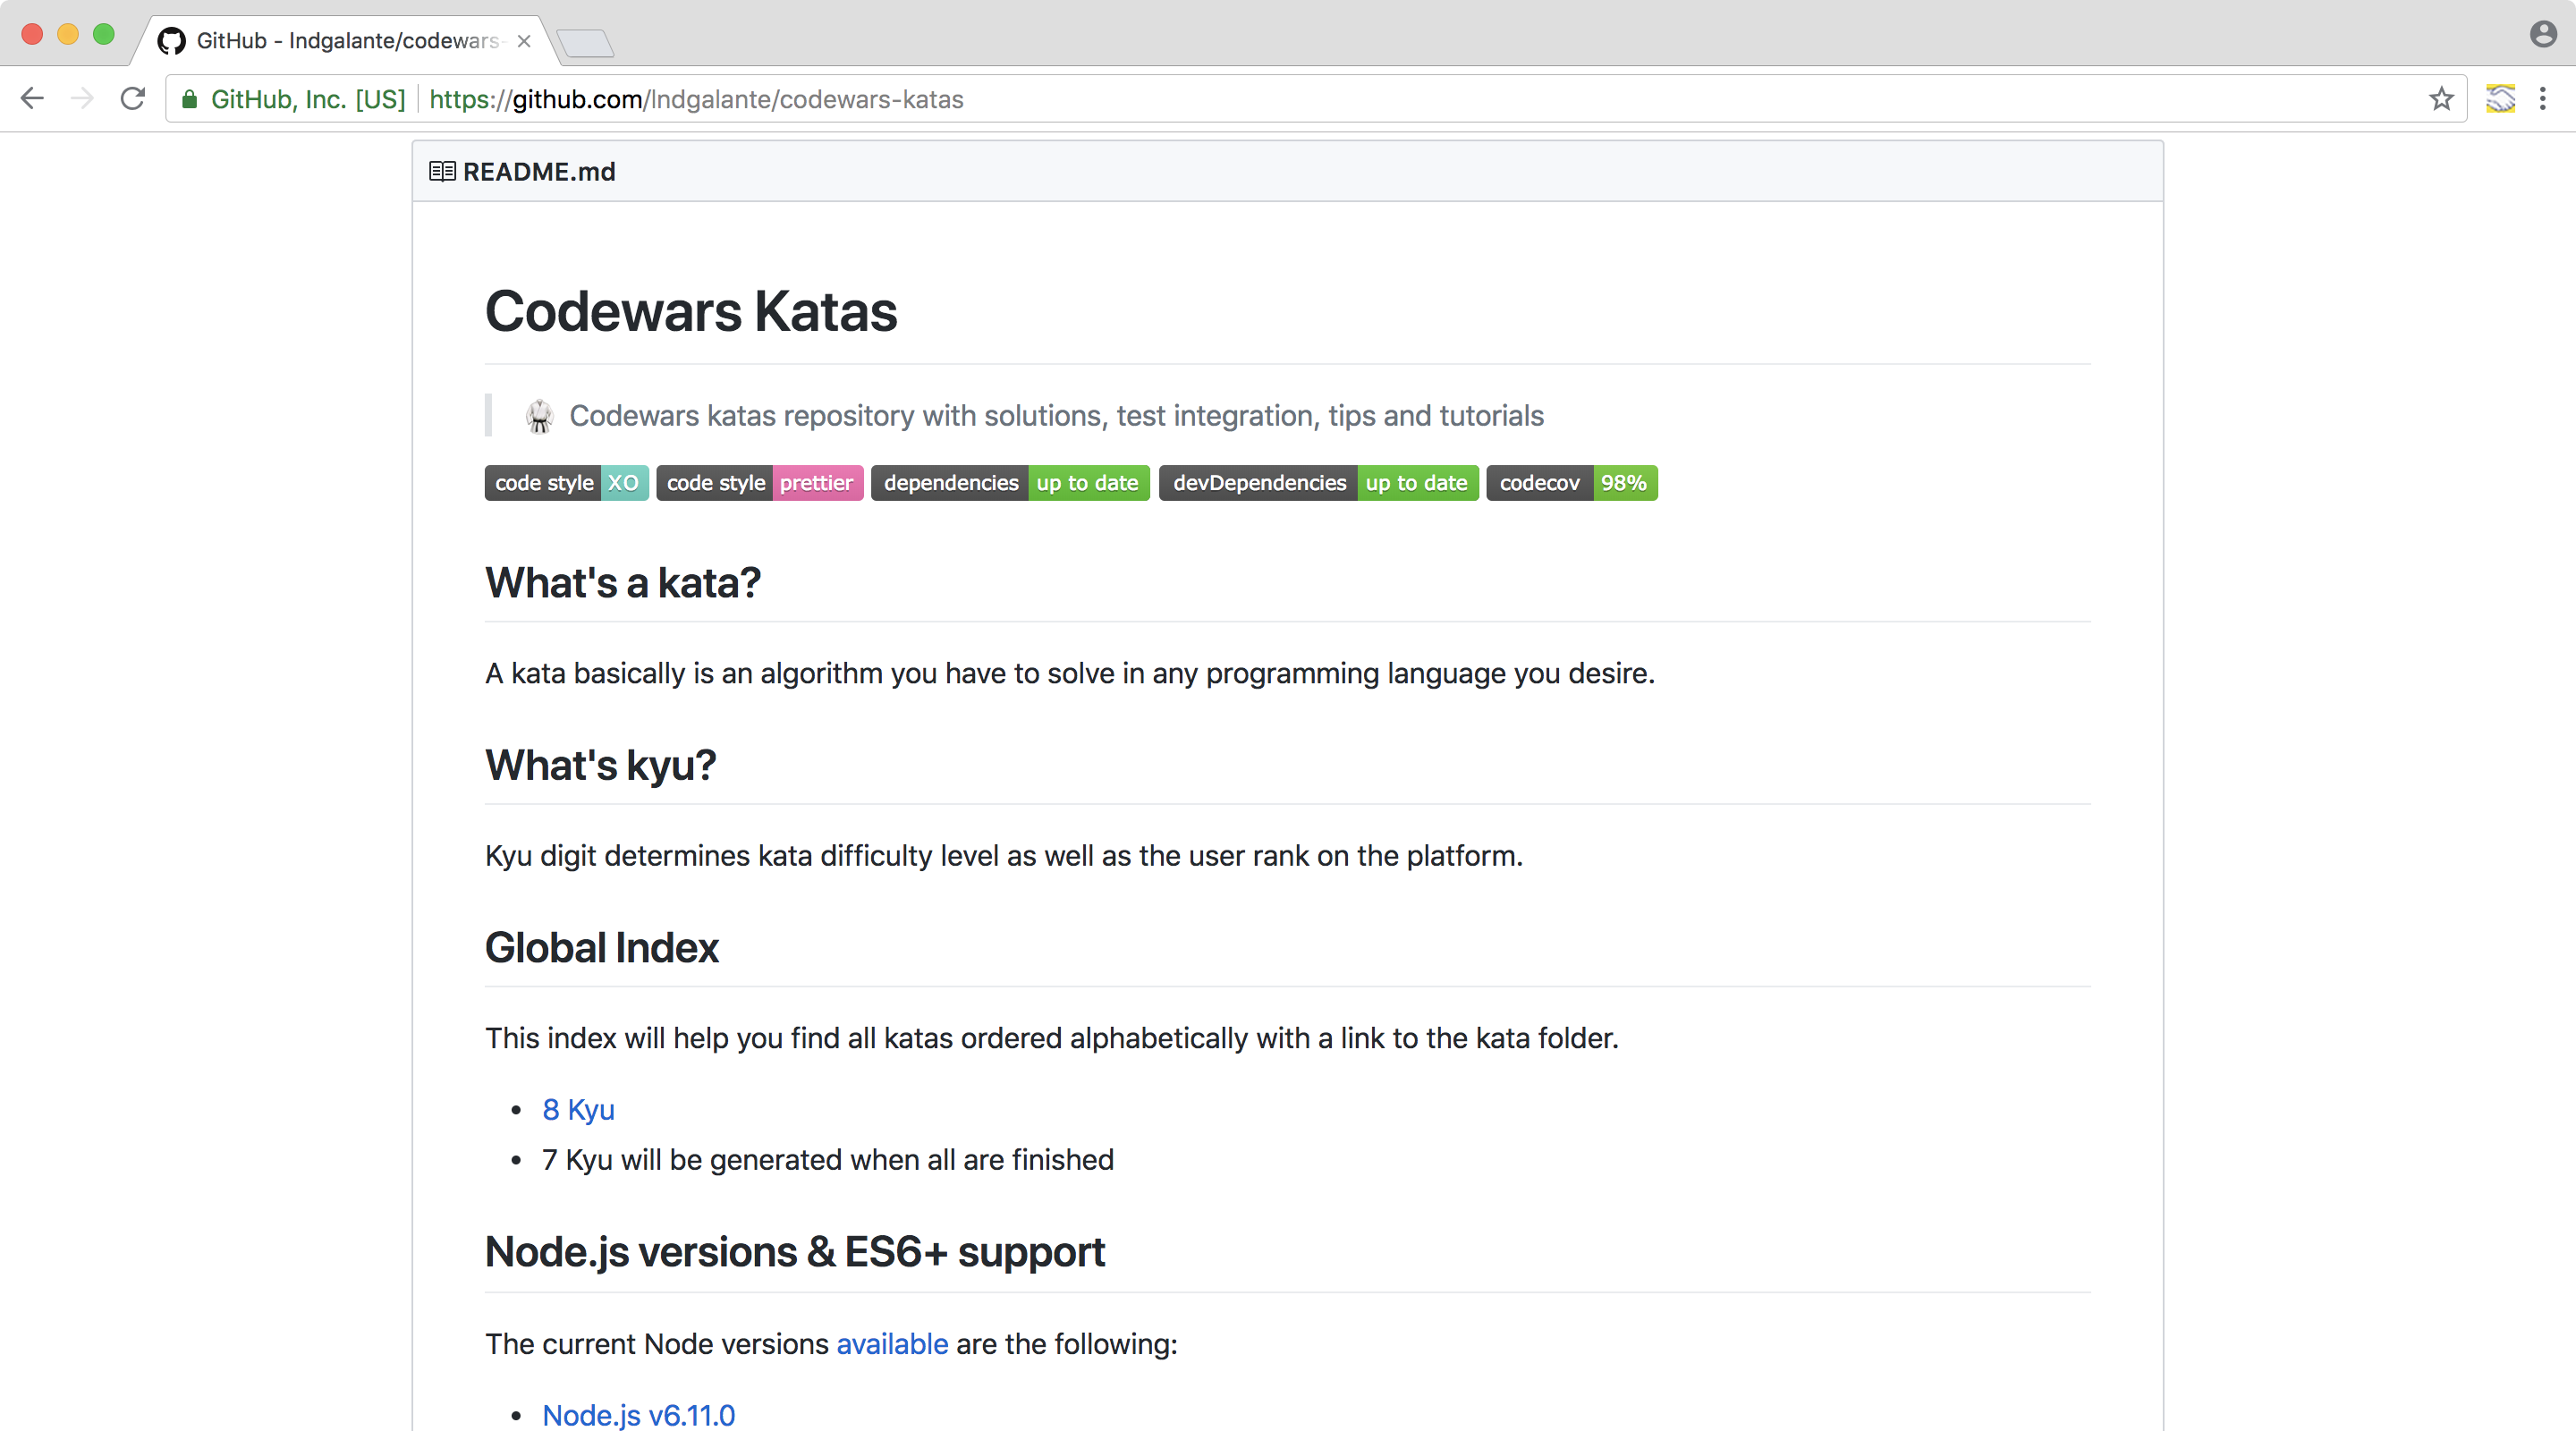 GitHub - lndgalante/codewars-
GitHub, Inc. [US] https://github.com/lndgalante/codewars-katas
README.md
Codewars Katas
Codewars katas repository with solutions, test integration, tips and tutorials
code style XO code style prettier dependencies up to date devDependencies up to date codecov 98%
What's a kata?
A kata basically is an algorithm you have to solve in any programming language you desire.
What's kyu?
Kyu digit determines kata difficulty level as well as the user rank on the platform.
Global Index
This index will help you find all katas ordered alphabetically with a link to the kata folder.
• 8 Kyu
• 7 Kyu will be generated when all are finished
Node.js versions & ES6+ support
The current Node versions available are the following:
• Node.js v6.11.0